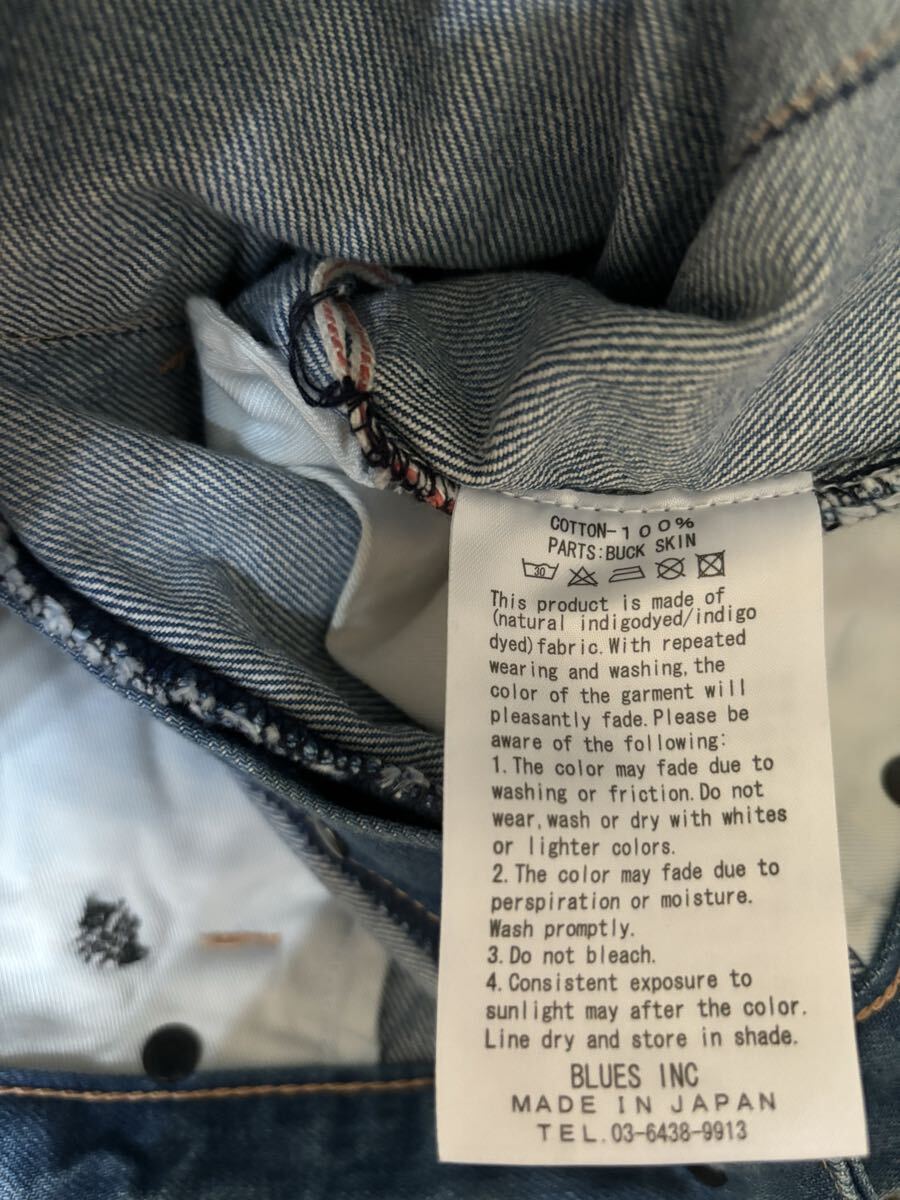 COTTON-100%
PARTS:BUCK SKIN
30
This product is made of
(natural indigodyed/indigo
dyed)fabric.With repeated
wearing and washing,the
color of the garment will
pleasantly fade.Please be
aware of the following:
1.The color may fade due to
washing or friction.Do not
wear,wash or dry with whites
or lighter colors.
2.The color may fade due to
perspiration or moisture.
Wash promptly.
3.Do not bleach.
4.Consistent exposure to
sunlight may after the color.
Line dry and store in shade.
BLUES INC
MADE IN JAPAN
TEL.03-6438-9913